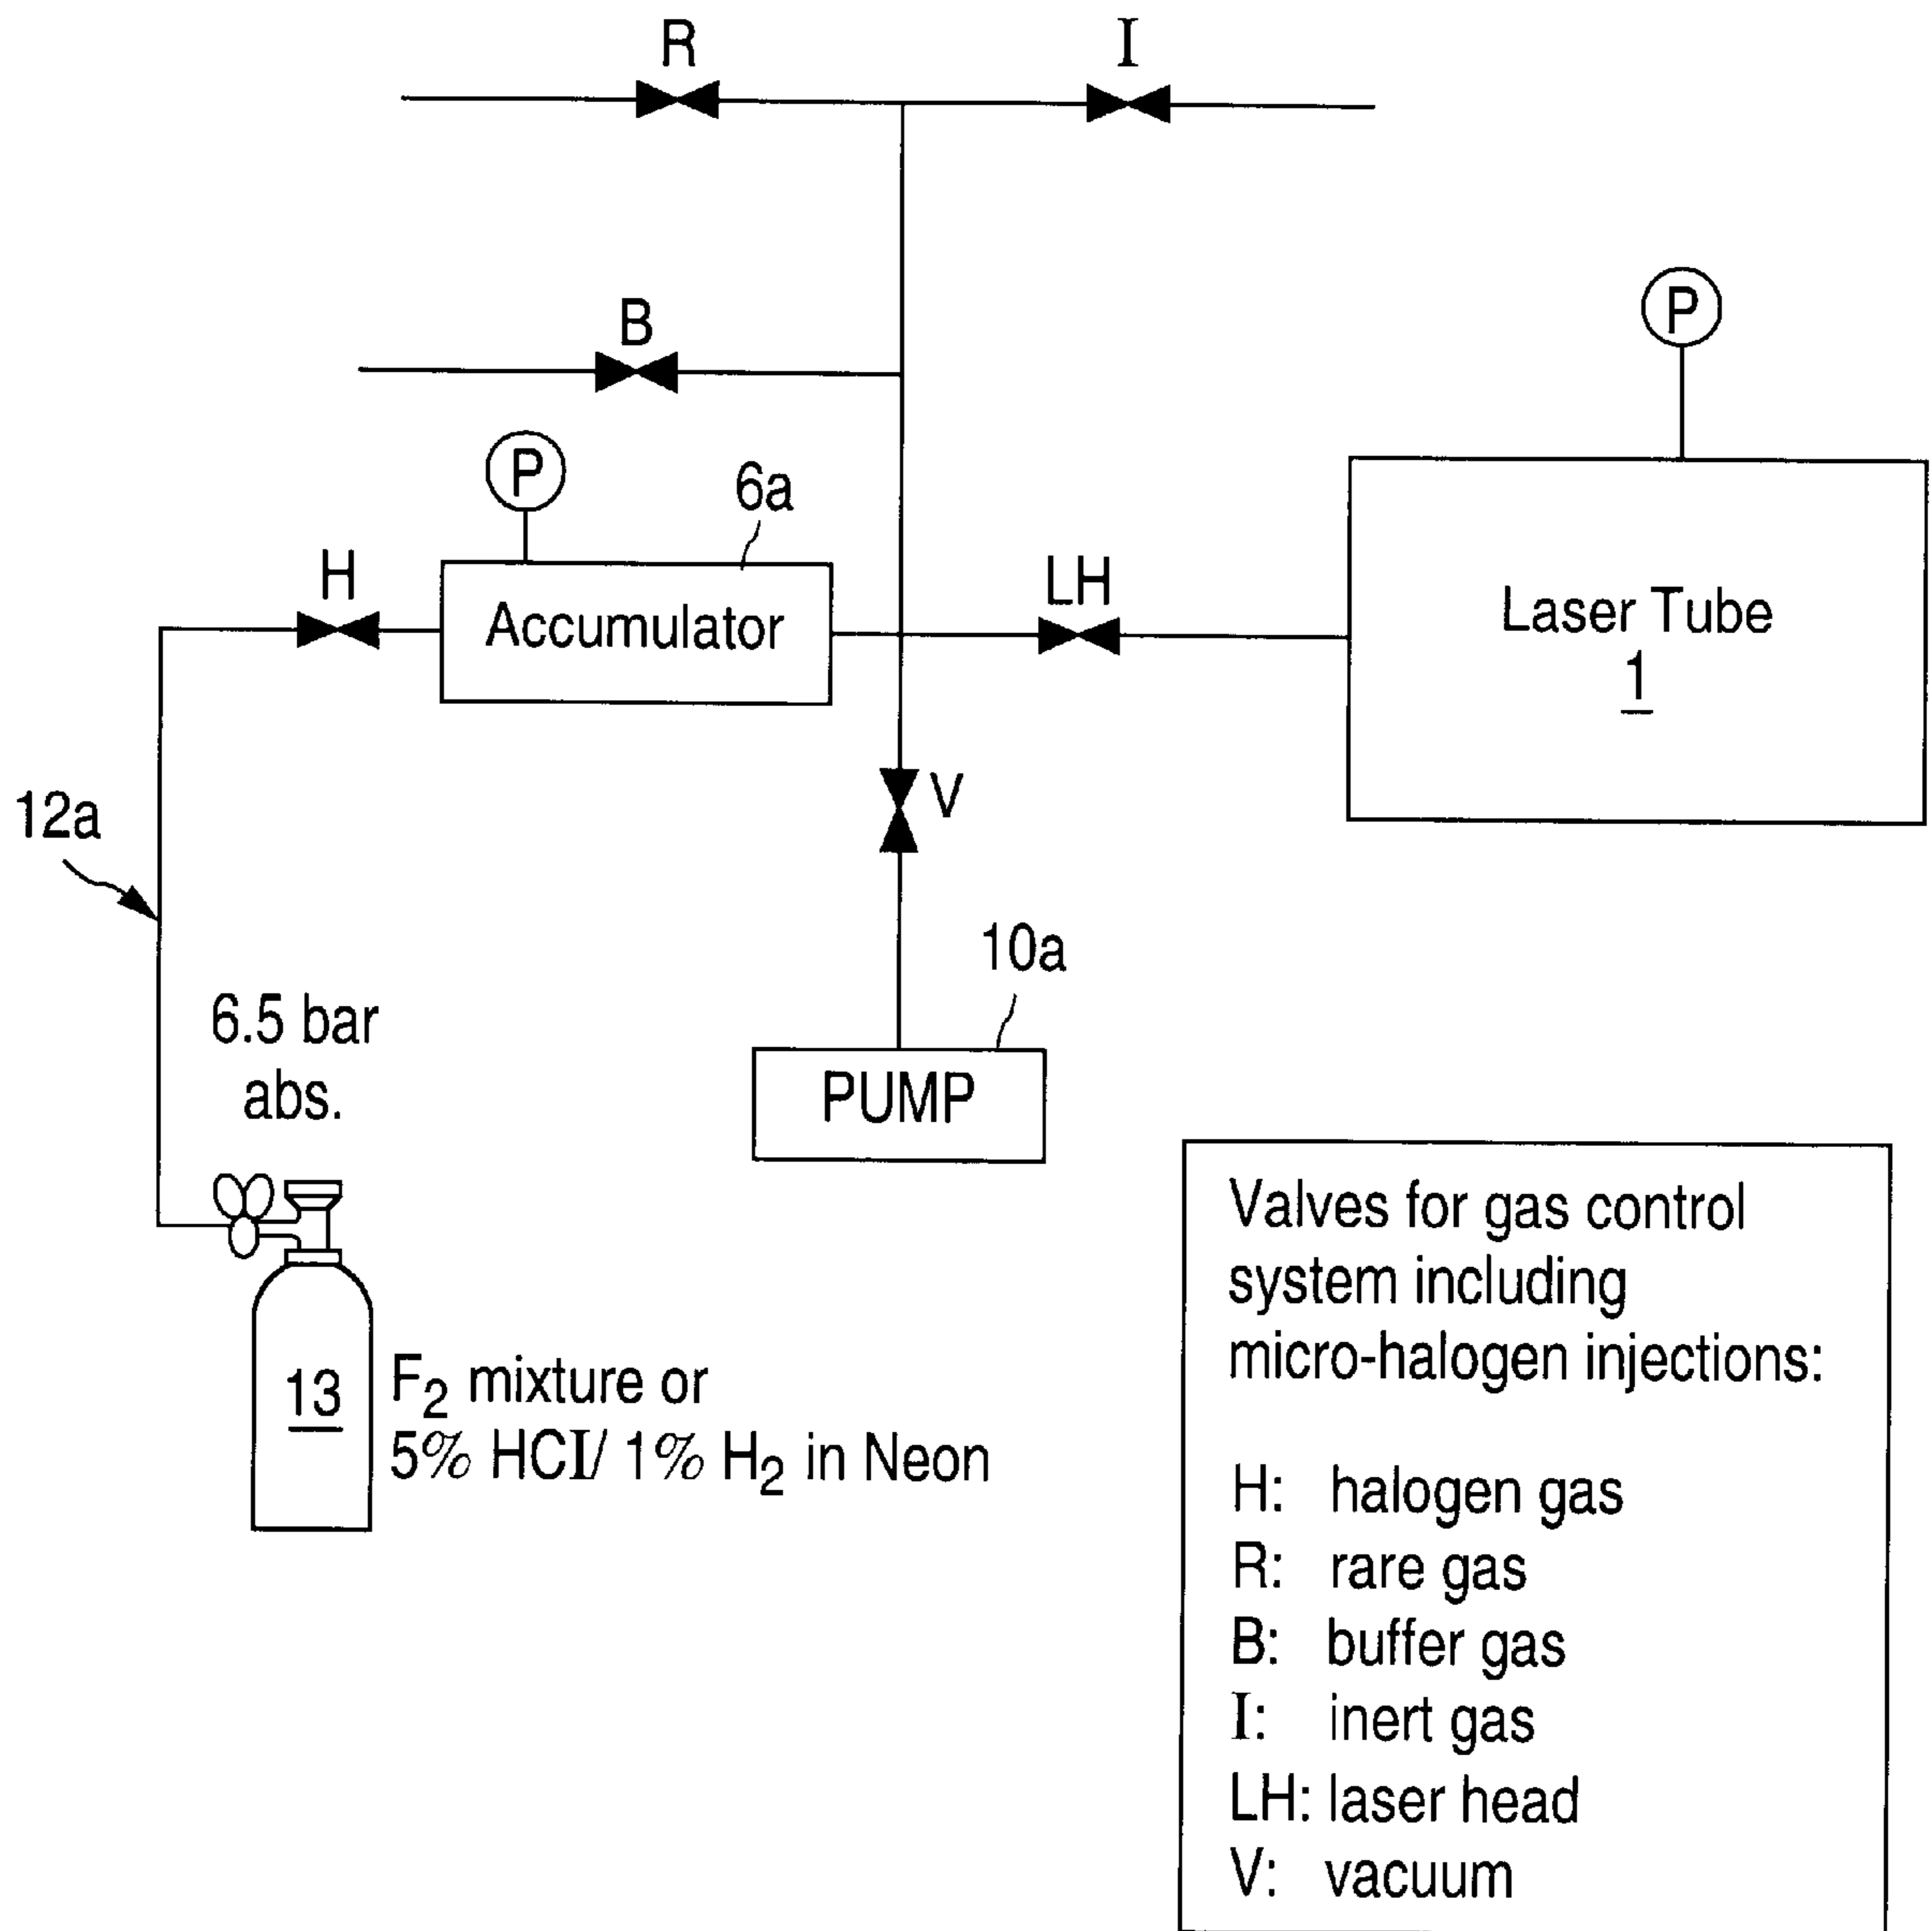 R
I
B
P
P
6a
H
Accumulator
LH
Laser Tube
1
12a
V
10a
6.5 bar
abs.
PUMP
13
F₂ mixture or
5% HCI/ 1% H₂ in Neon
Valves for gas control
system including
micro-halogen injections:
H: halogen gas
R: rare gas
B: buffer gas
I: inert gas
LH: laser head
V: vacuum